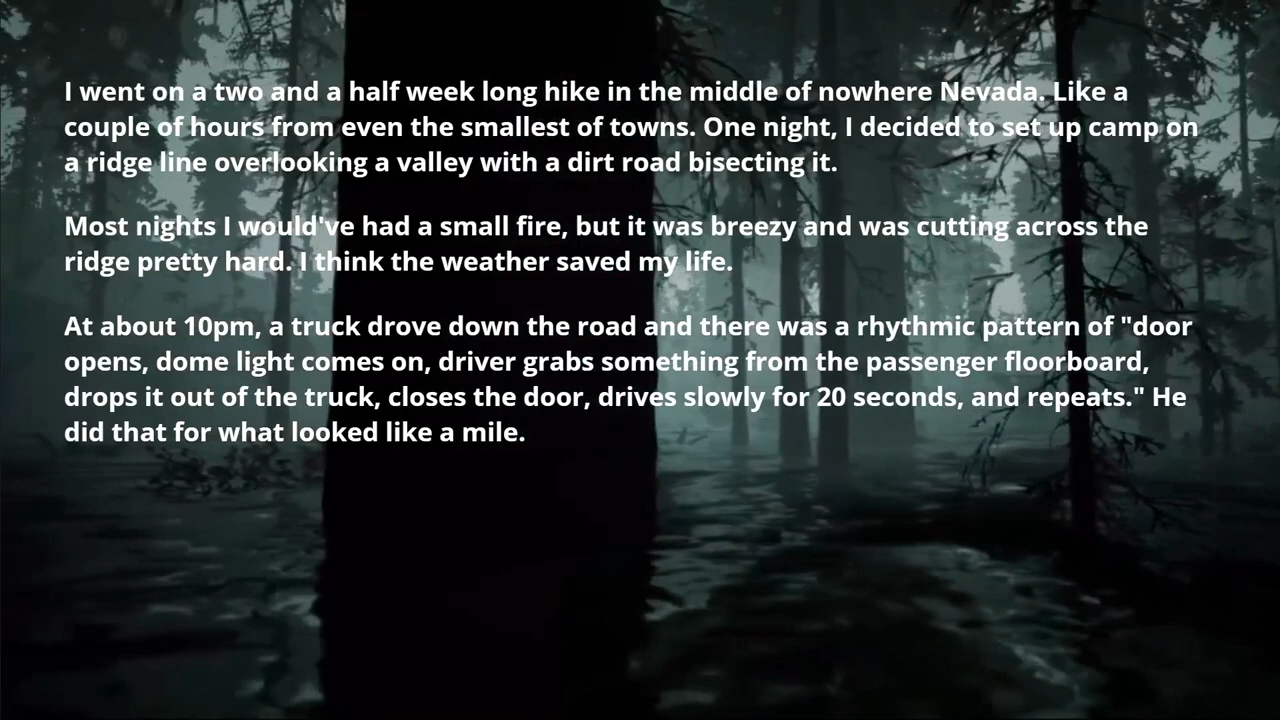 I went on a two and a half week long hike in the middle of nowhere Nevada. Like a
couple of hours from even the smallest of towns. One night, I decided to set up camp on
a ridge line overlooking a valley with a dirt road bisecting it.
Most nights I would've had a small fire, but it was breezy and was cutting across the
ridge pretty hard. I think the weather saved my life.
At about 10pm, a truck drove down the road and there was a rhythmic pattern of "door
opens, dome light comes on, driver grabs something from the passenger floorboard,
drops it out of the truck, closes the door, drives slowly for 20 seconds, and repeats." He
did that for what looked like a mile.